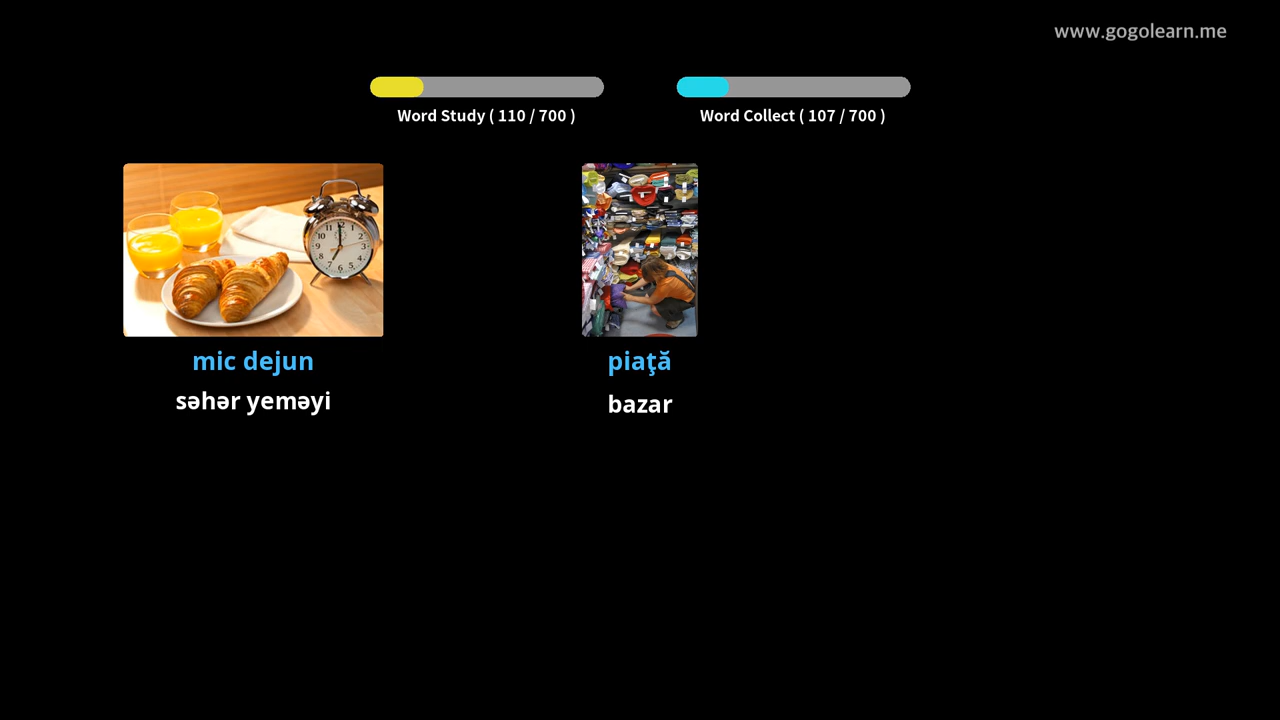 www.gogolearn.me
Word Study ( 110 / 700 )
Word Collect ( 107 / 700 )
mic dejun
səhər yeməyi
piaţă
bazar